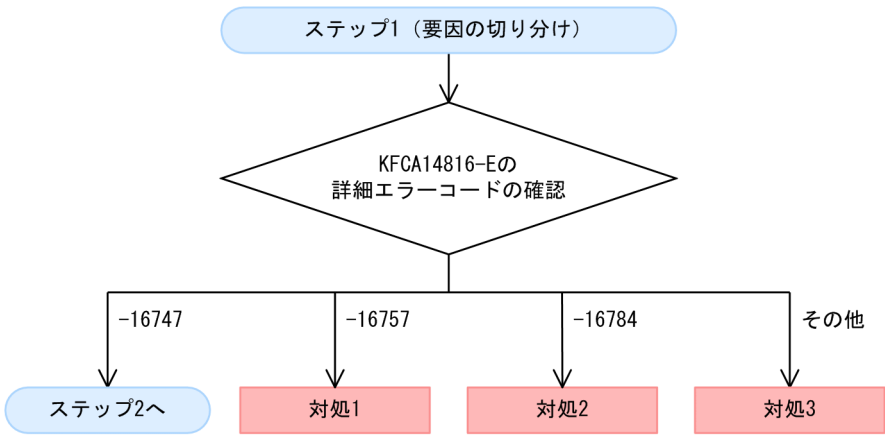 ステップ1（要因の切り分け）
KFCA14816-Eの
詳細エラーコードの確認
-16747
-16757
-16784
その他
ステップ2へ
対処1
対処2
対処3